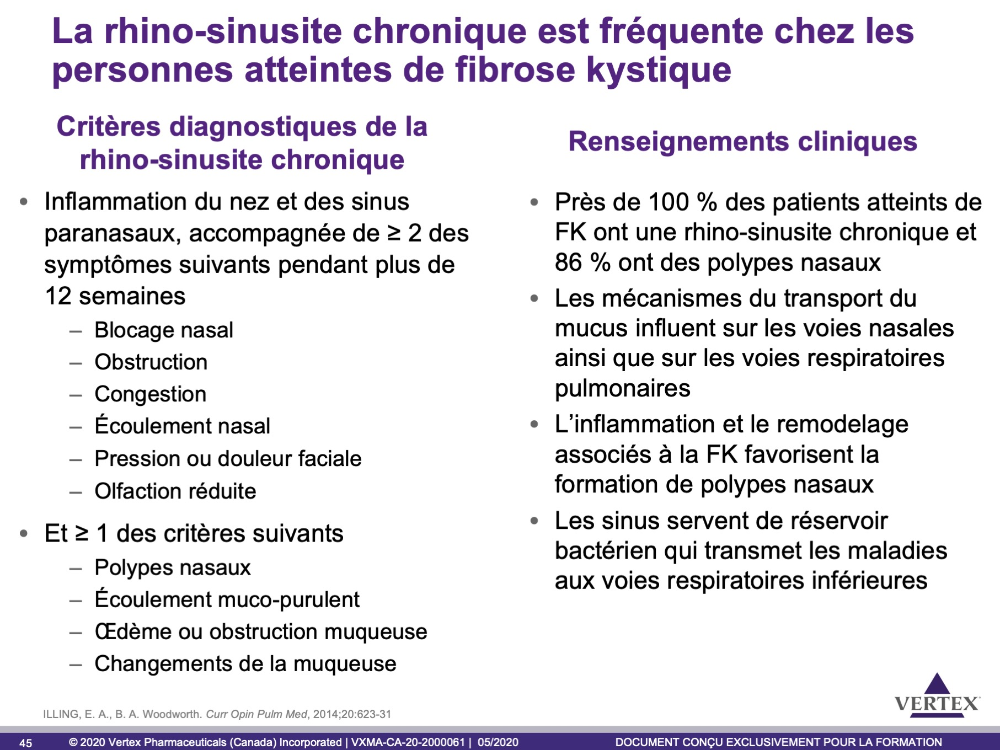 La rhino-sinusite chronique est fréquente chez les
personnes atteintes de fibrose kystique
Critères diagnostiques de la
rhino-sinusite chronique
• Inflammation du nez et des sinus
paranasaux, accompagnée de ≥ 2 des
symptômes suivants pendant plus de
12 semaines
– Blocage nasal
– Obstruction
– Congestion
– Écoulement nasal
– Pression ou douleur faciale
– Olfaction réduite
• Et ≥ 1 des critères suivants
– Polypes nasaux
– Écoulement muco-purulent
– Œdème ou obstruction muqueuse
– Changements de la muqueuse
Renseignements cliniques
• Près de 100 % des patients atteints de
FK ont une rhino-sinusite chronique et
86 % ont des polypes nasaux
• Les mécanismes du transport du
mucus influent sur les voies nasales
ainsi que sur les voies respiratoires
pulmonaires
• L’inflammation et le remodelage
associés à la FK favorisent la
formation de polypes nasaux
• Les sinus servent de réservoir
bactérien qui transmet les maladies
aux voies respiratoires inférieures
ILLING, E. A., B. A. Woodworth. Curr Opin Pulm Med, 2014;20:623-31
VERTEX
45
© 2020 Vertex Pharmaceuticals (Canada) Incorporated | VXMA-CA-20-2000061 | 05/2020
DOCUMENT CONÇU EXCLUSIVEMENT POUR LA FORMATION